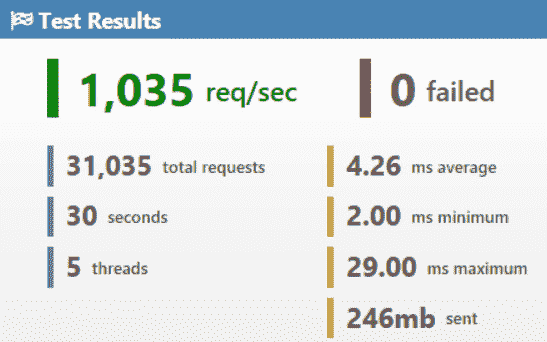 Test Results
1,035 req/sec
0 failed
31,035 total requests
4.26 ms average
30 seconds
2.00 ms minimum
5 threads
29.00 ms maximum
246mb sent